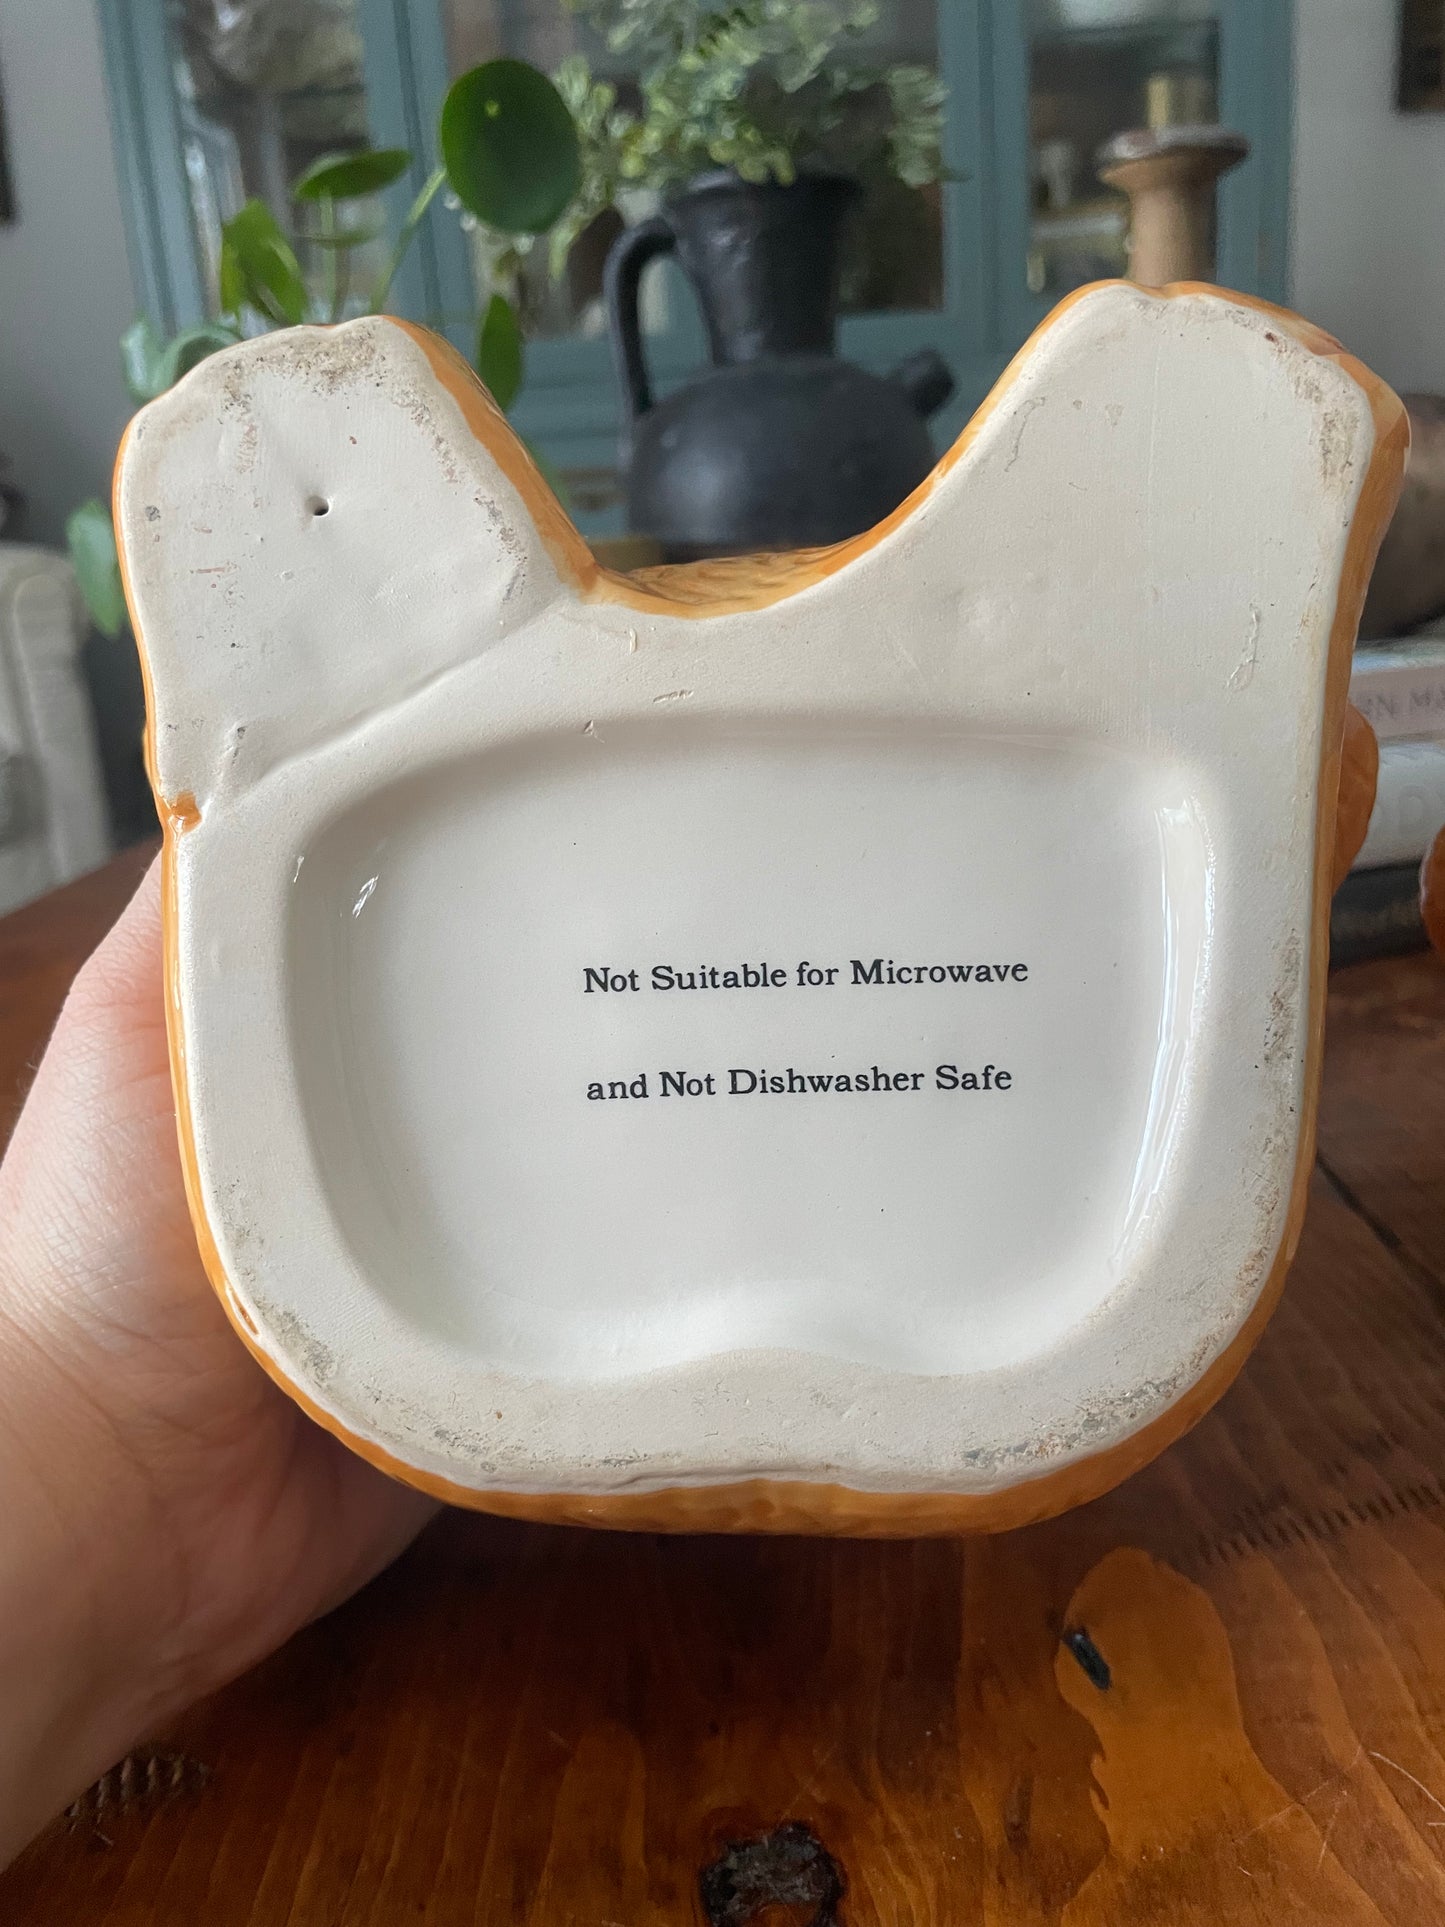 Not Suitable for Microwave
and Not Dishwasher Safe